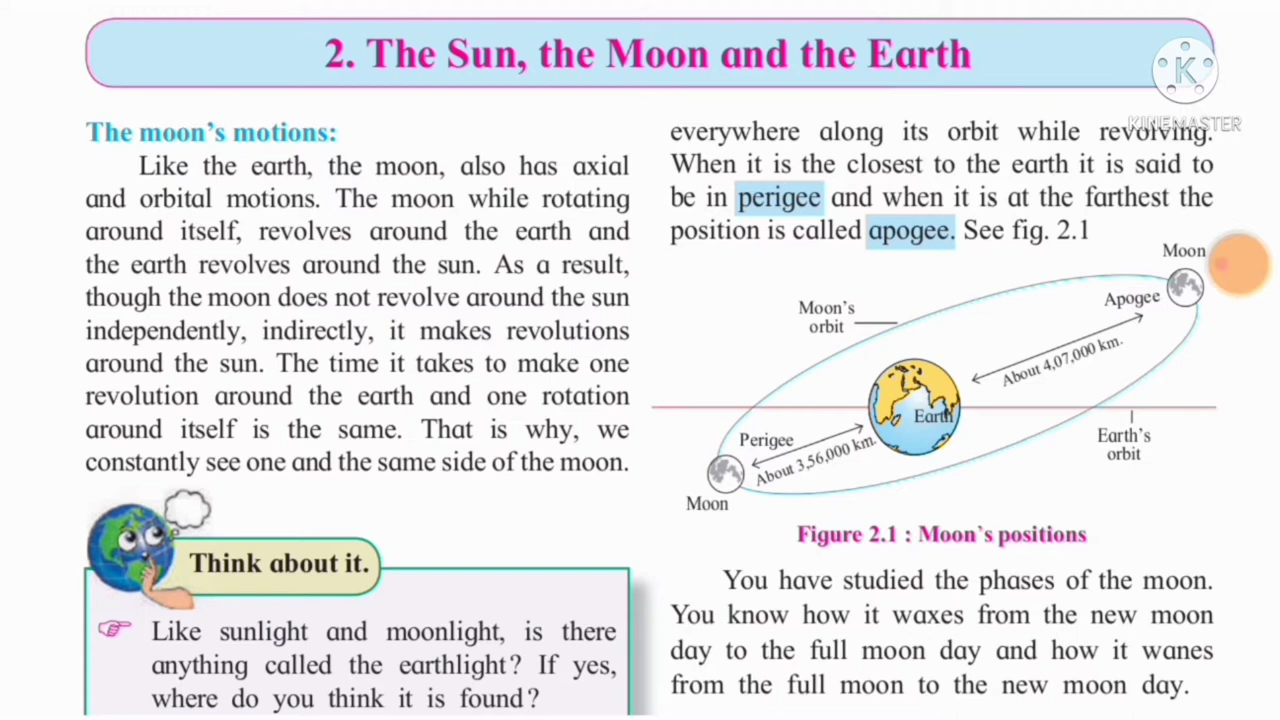 2. The Sun, the Moon and the Earth
K
KINEMASTER
The moon's motions:
Like the earth, the moon, also has axial
and orbital motions. The moon while rotating
around itself, revolves around the earth and
the earth revolves around the sun. As a result,
though the moon does not revolve around the sun
independently, indirectly, it makes revolutions
around the sun. The time it takes to make one
revolution around the earth and one rotation
around itself is the same. That is why, we
constantly see one and the same side of the moon.
Think about it.
Like sunlight and moonlight, is there
anything called the earthlight? If yes,
where do you think it is found?
everywhere along its orbit while revolving.
When it is the closest to the earth it is said to
be in perigee and when it is at the farthest the
position is called apogee. See fig. 2.1
Moon
Apogee
Moon's
orbit
About 4,07,000 km.
Earth
Earth's
orbit
Perigee
About 3,56,000 km.
Moon
Figure 2.1 : Moon's positions
You have studied the phases of the moon.
You know how it waxes from the new moon
day to the full moon day and how it wanes
from the full moon to the new moon day.